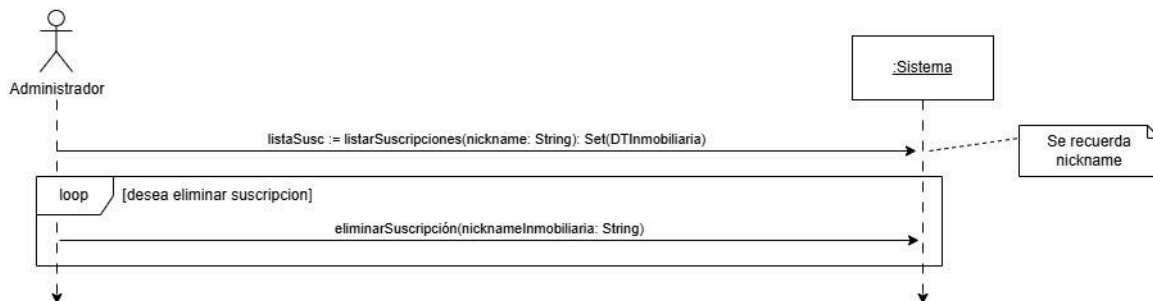 Administrador
:Sistema
listaSusc := listarSuscripciones(nickname: String): Set(DTInmobiliaria)
Se recuerda
nickname
loop
[desea eliminar suscripcion]
eliminarSuscripción(nicknameInmobiliaria: String)